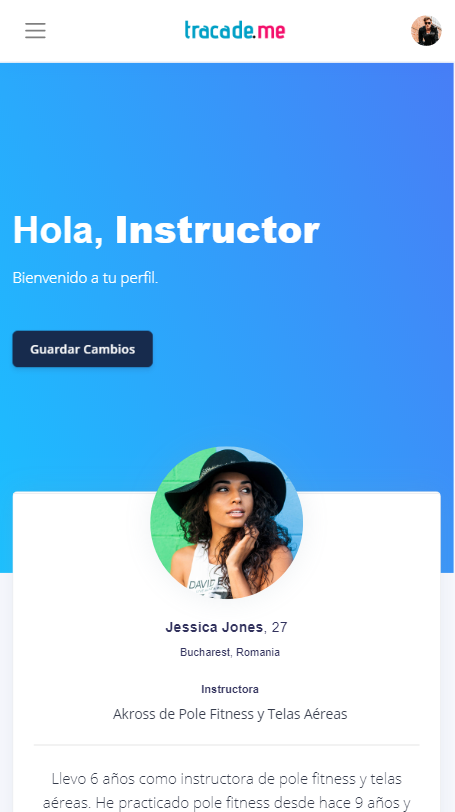 tracade.me
Hola, Instructor
Bienvenido a tu perfil.
Guardar Cambios
Jessica Jones, 27
Bucharest, Romania
Instructora
Akross de Pole Fitness y Telas Aéreas
Llevo 6 años como instructora de pole fitness y telas
aéreas. He practicado pole fitness desde hace 9 años y